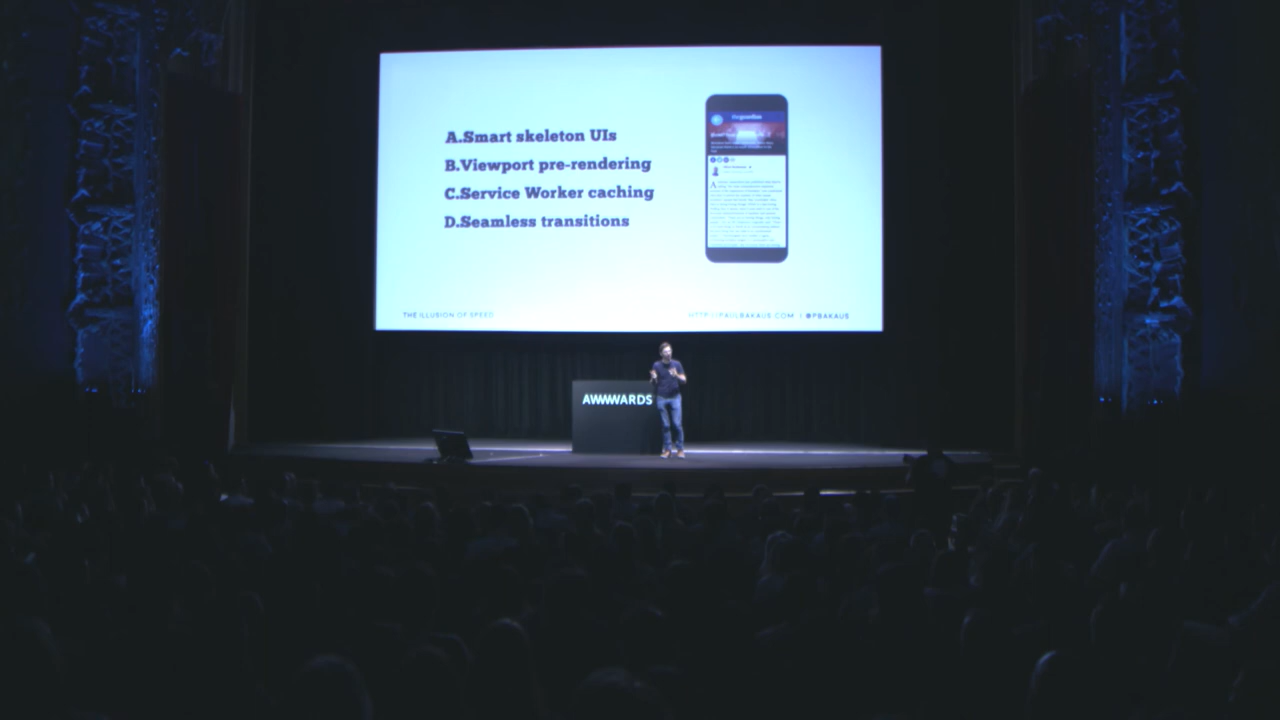 A.Smart skeleton UIs
B.Viewport pre-rendering
C.Service Worker caching
D.Seamless transitions
theguardian
THE ILLUSION OF SPEED
HTTP://PAULBAKAUS.COM | @PBAKAUS
AWWWARDS